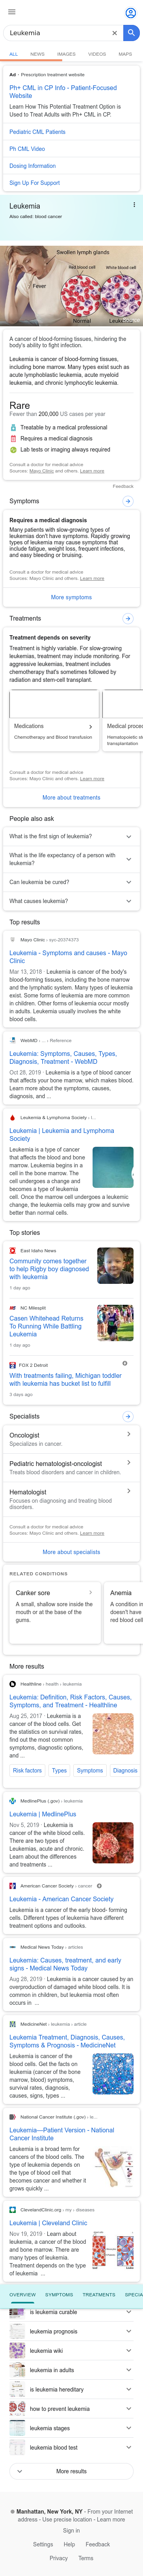 Leukemia
ALL NEWS IMAGES VIDEOS MAPS
Ad · Prescription treatment website
Ph+ CML in CP Info - Patient-Focused
Website
Learn How This Potential Treatment Option is
Used to Treat Adults with Ph+ CML in CP.
Pediatric CML Patients
Ph CML Video
Dosing Information
Sign Up For Support
Leukemia
Also called: blood cancer
Swollen lymph glands
Red blood cell White blood cell
Fever
Normal
A cancer of blood-forming tissues, hindering the
body's ability to fight infection.
Leukemia is a cancer of blood-forming tissues,
including bone marrow. Many types exist such as
acute lymphoblastic leukemia, acute myeloid
leukemia, and chronic lymphocytic leukemia.
Rare
Fewer than 200,000 US cases per year
Treatable by a medical professional
Requires a medical diagnosis
Lab tests or imaging always required
Consult a doctor for medical advice
Sources: Mayo Clinic and others. Learn more
Feedback
Symptoms
Requires a medical diagnosis
Many patients with slow-growing types of
leukemias don't have symptoms. Rapidly growing
types of leukemia may cause symptoms that
include fatigue, weight loss, frequent infections,
and easy bleeding or bruising.
Consult a doctor for medical advice
Sources: Mayo Clinic and others. Learn more
More symptoms
Treatments
Treatment depends on severity
Treatment is highly variable. For slow-growing
leukemias, treatment may include monitoring. For
aggressive leukemias, treatment includes
chemotherapy that's sometimes followed by
radiation and stem-cell transplant.
Medications Medical proced
Chemotherapy and Blood transfusion Hematopoietic st
transplantation
Consult a doctor for medical advice
Sources: Mayo Clinic and others. Learn more
More about treatments
People also ask
What is the first sign of leukemia?
What is the life expectancy of a person with
leukemia?
Can leukemia be cured?
What causes leukemia?
Top results
Mayo Clinic › syc-20374373
Leukemia - Symptoms and causes - Mayo
Clinic
Mar 13, 2018 · Leukemia is cancer of the body's
blood-forming tissues, including the bone marrow
and the lymphatic system. Many types of leukemia
exist. Some forms of leukemia are more common in
children. Other forms of leukemia occur mostly in
adults. Leukemia usually involves the white
blood cells.
WebMD › ... › Reference
Leukemia: Symptoms, Causes, Types,
Diagnosis, Treatment - WebMD
Oct 28, 2019 · Leukemia is a type of blood cancer
that affects your bone marrow, which makes blood.
Learn more about the symptoms, causes,
diagnosis, and ...
Leukemia & Lymphoma Society › l...
Leukemia | Leukemia and Lymphoma
Society
Leukemia is a type of cancer
that affects the blood and bone
marrow. Leukemia begins in a
cell in the bone marrow. The
cell undergoes a change and
becomes a type of leukemia
cell. Once the marrow cell undergoes a leukemic
change, the leukemia cells may grow and survive
better than normal cells.
Top stories
East Idaho News
Community comes together
to help Rigby boy diagnosed
with leukemia
1 day ago
NC Milesplit
Casen Whitehead Returns
To Running While Battling
Leukemia
1 day ago
FOX 2 Detroit
With treatments failing, Michigan toddler
with leukemia has bucket list to fulfill
3 days ago
Specialists
Oncologist
Specializes in cancer.
Pediatric hematologist-oncologist
Treats blood disorders and cancer in children.
Hematologist
Focuses on diagnosing and treating blood
disorders.
Consult a doctor for medical advice
Sources: Mayo Clinic and others. Learn more
More about specialists
RELATED CONDITIONS
Canker sore Anemia
A small, shallow sore inside the A condition in
mouth or at the base of the doesn't have
gums. red blood cell
More results
Healthline › health › leukemia
Leukemia: Definition, Risk Factors, Causes,
Symptoms, and Treatment - Healthline
Aug 25, 2017 · Leukemia is a
cancer of the blood cells. Get
the statistics on survival rates,
and find out the most common
symptoms, diagnostic options,
and ...
Risk factors Types Symptoms Diagnosis
MedlinePlus (.gov) › leukemia
Leukemia | MedlinePlus
Nov 5, 2019 · Leukemia is
cancer of the white blood cells.
There are also four types of
Leukemias, acute and chronic.
Learn more about the different
and treatments ...
American Cancer Society › cancer
Leukemia - American Cancer Society
Leukemia is a cancer of the early blood- forming
cells. Different types of leukemia have different
treatment options and outlooks.
Medical News Today › articles
Leukemia: Causes, treatment, and early
signs - Medical News Today
Aug 28, 2019 · Leukemia is a cancer caused by an
overproduction of damaged white blood cells. It is
more common in children, but leukemia most often
occurs in ...
MedicineNet › leukemia › article
Leukemia Treatment, Diagnosis, Causes,
Symptoms & Prognosis - MedicineNet
Leukemia is cancer of the
blood. Get the facts on
leukemia (cancer of the bone
marrow, blood) symptoms,
survival rates, diagnosis,
causes, signs, types ...
National Cancer Institute (.gov) › le...
Leukemia—Patient Version - National
Cancer Institute
Leukemia is a broad term for
cancers of the blood cells. The
type of leukemia depends on
the type of blood cell that
becomes cancer and whether it
grows quickly ...
ClevelandClinic.org › my › diseases
Leukemia | Cleveland Clinic
Nov 19, 2019 · Learn about
leukemia, a cancer of the blood
and bone marrow. There are
many types of leukemia.
Treatment depends on the type
of leukemia ...
OVERVIEW SYMPTOMS TREATMENTS SPECIA
is leukemia curable
leukemia prognosis
leukemia wiki
leukemia in adults
is leukemia hereditary
how to prevent leukemia
leukemia stages
leukemia blood test
More results
Manhattan, New York, NY - From your Internet
address - Use precise location - Learn more
Sign in
Settings Help Feedback
Privacy Terms